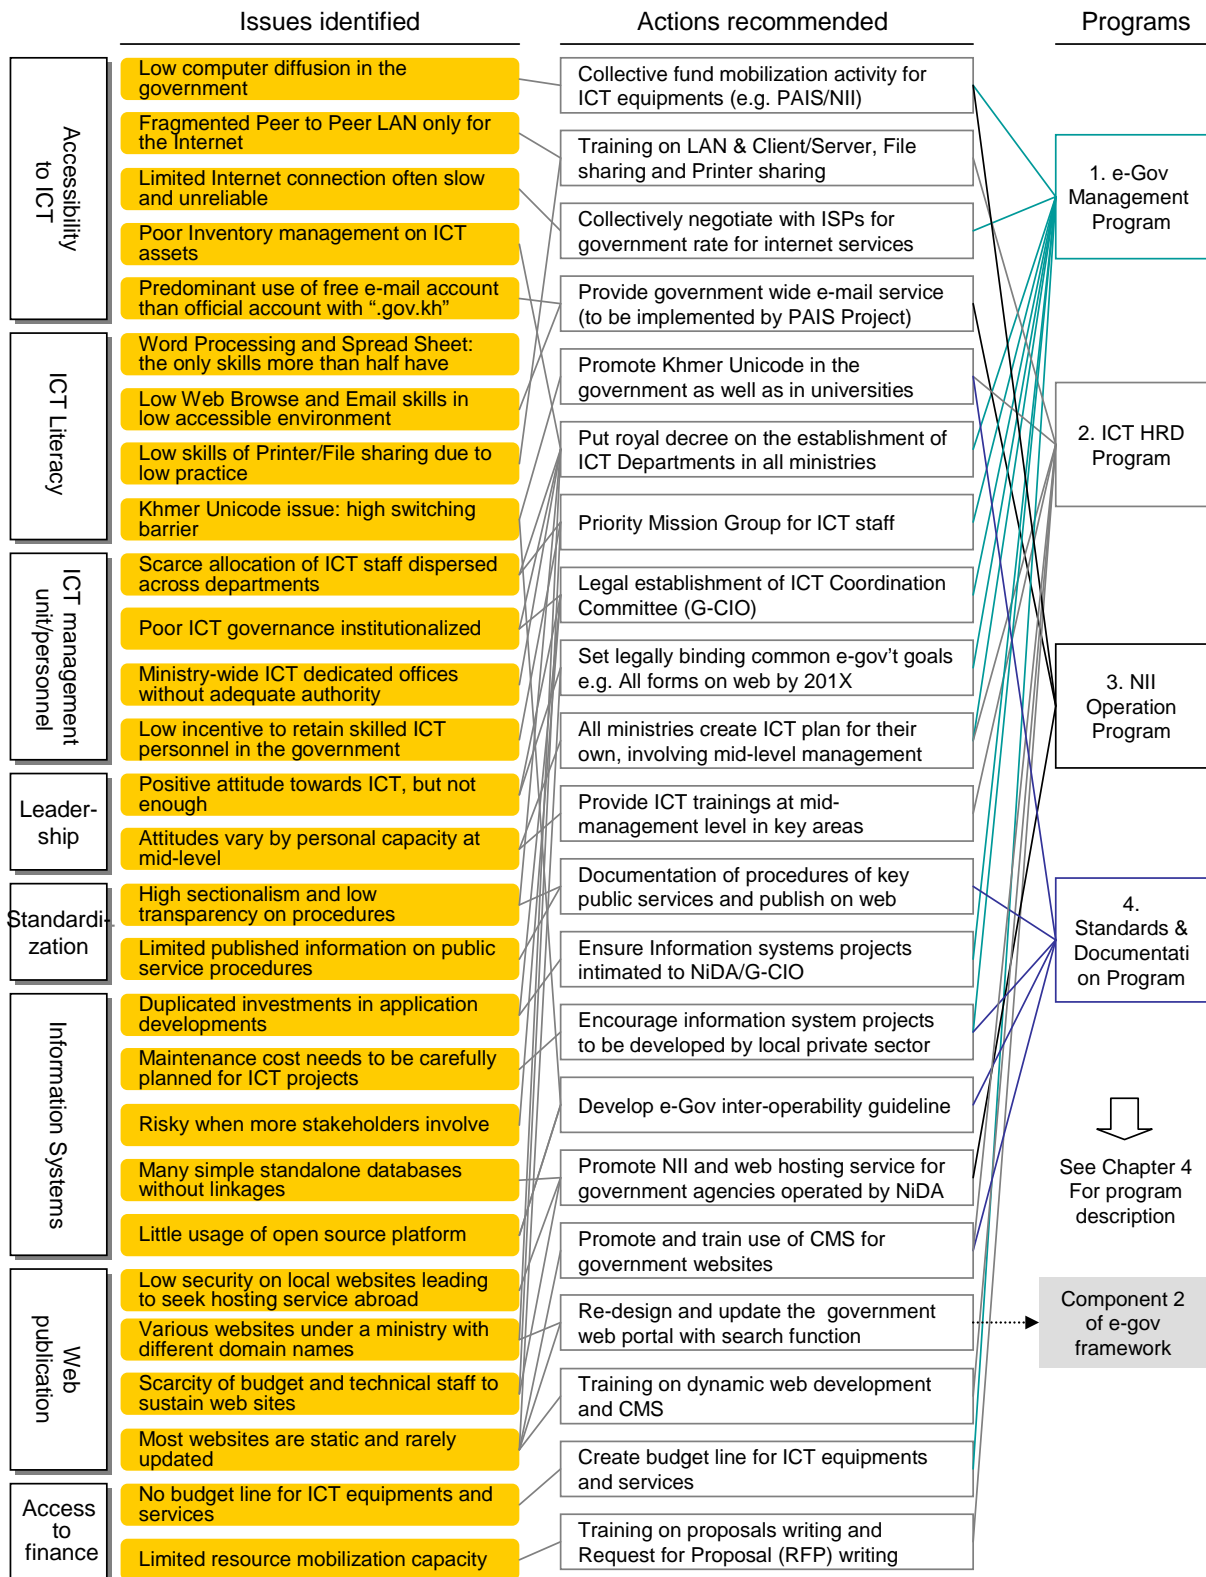 Issues identified
Actions recommended
Programs
Accessibility
to ICT
Low computer diffusion in the
government
Fragmented Peer to Peer LAN only for
the Internet
Limited Internet connection often slow
and unreliable
Poor Inventory management on ICT
assets
Predominant use of free e-mail account
than official account with “.gov.kh”
ICT Literacy
Word Processing and Spread Sheet:
the only skills more than half have
Low Web Browse and Email skills in
low accessible environment
Low skills of Printer/File sharing due to
low practice
Khmer Unicode issue: high switching
barrier
ICT management
unit/personnel
Scarce allocation of ICT staff dispersed
across departments
Poor ICT governance institutionalized
Ministry-wide ICT dedicated offices
without adequate authority
Low incentive to retain skilled ICT
personnel in the government
Leader-
ship
Positive attitude towards ICT, but not
enough
Attitudes vary by personal capacity at
mid-level
Standardi-
zation
High sectionalism and low
transparency on procedures
Limited published information on public
service procedures
Information Systems
Duplicated investments in application
developments
Maintenance cost needs to be carefully
planned for ICT projects
Risky when more stakeholders involve
Many simple standalone databases
without linkages
Little usage of open source platform
Web
publication
Low security on local websites leading
to seek hosting service abroad
Various websites under a ministry with
different domain names
Scarcity of budget and technical staff to
sustain web sites
Most websites are static and rarely
updated
Access
to
finance
No budget line for ICT equipments and
services
Limited resource mobilization capacity
Collective fund mobilization activity for
ICT equipments (e.g. PAIS/NII)
Training on LAN & Client/Server, File
sharing and Printer sharing
Collectively negotiate with ISPs for
government rate for internet services
Provide government wide e-mail service
(to be implemented by PAIS Project)
Promote Khmer Unicode in the
government as well as in universities
Put royal decree on the establishment of
ICT Departments in all ministries
Priority Mission Group for ICT staff
Legal establishment of ICT Coordination
Committee (G-CIO)
Set legally binding common e-gov’t goals
e.g. All forms on web by 201X
All ministries create ICT plan for their
own, involving mid-level management
Provide ICT trainings at mid-
management level in key areas
Documentation of procedures of key
public services and publish on web
Ensure Information systems projects
intimated to NiDA/G-CIO
Encourage information system projects
to be developed by local private sector
Develop e-Gov inter-operability guideline
Promote NII and web hosting service for
government agencies operated by NiDA
Promote and train use of CMS for
government websites
Re-design and update the government
web portal with search function
Training on dynamic web development
and CMS
Create budget line for ICT equipments
and services
Training on proposals writing and
Request for Proposal (RFP) writing
1. e-Gov
Management
Program
2. ICT HRD
Program
3. NII
Operation
Program
4.
Standards &
Documentati
on Program
See Chapter 4
For program
description
Component 2
of e-gov
framework